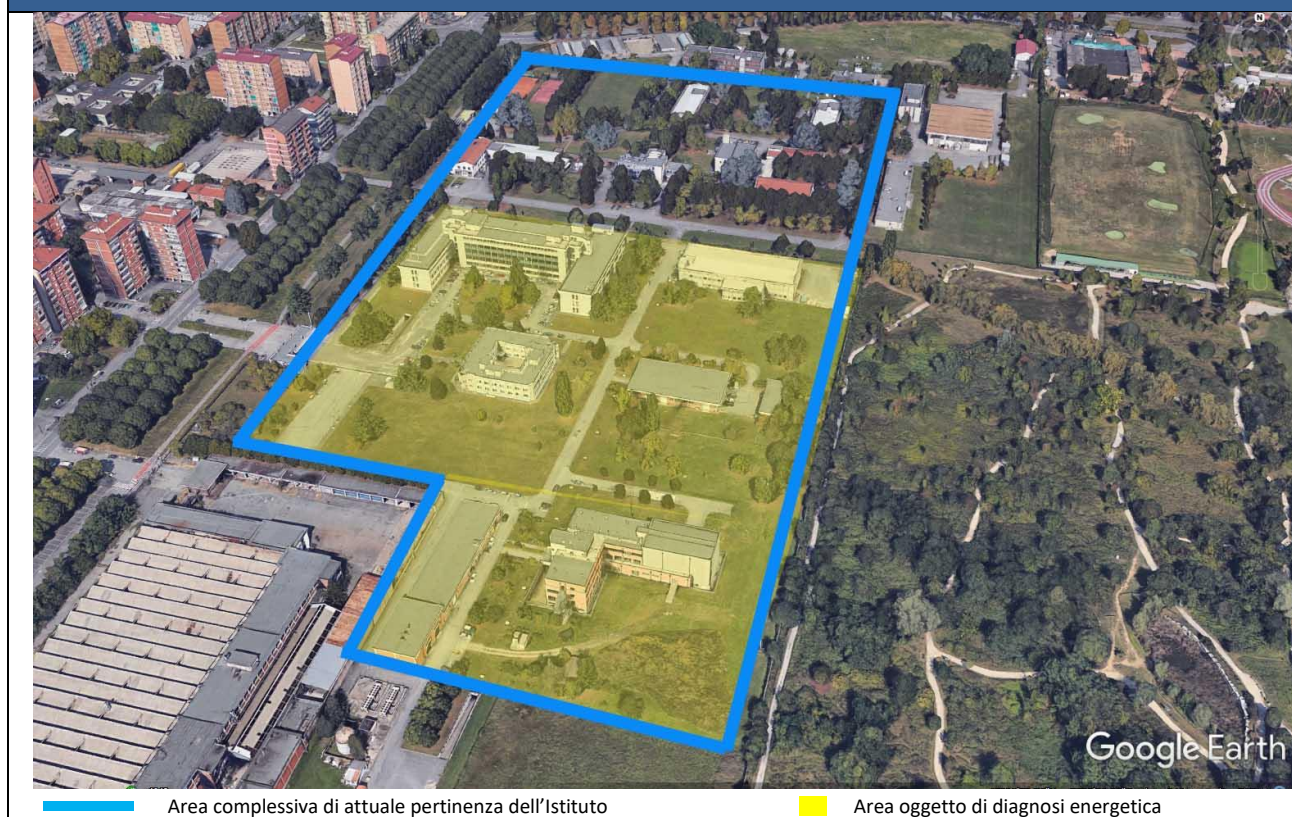 Google Earth
Area complessiva di attuale pertinenza dell'Istituto
Area oggetto di diagnosi energetica